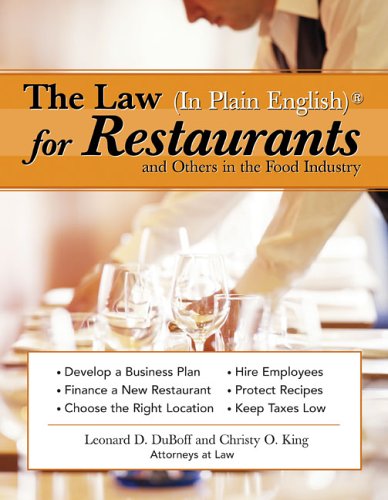 The Law (In Plain English)®
for Restaurants
and Others in the Food Industry
• Develop a Business Plan
• Finance a New Restaurant
• Choose the Right Location
• Hire Employees
• Protect Recipes
• Keep Taxes Low
Leonard D. DuBoff and Christy O. King
Attorneys at Law